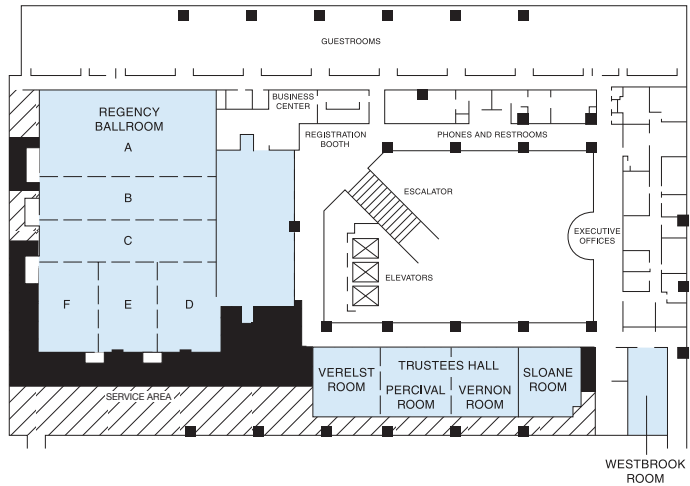 GUESTROOMS
BUSINESS
CENTER
REGENCY
BALLROOM
REGISTRATION
BOOTH
PHONES AND RESTROOMS
A
B
ESCALATOR
C
EXECUTIVE
OFFICES
ELEVATORS
F
E
D
VERELST
ROOM
TRUSTEES HALL
PERCIVAL
ROOM
VERNON
ROOM
SLOANE
ROOM
SERVICE AREA
WESTBROOK
ROOM